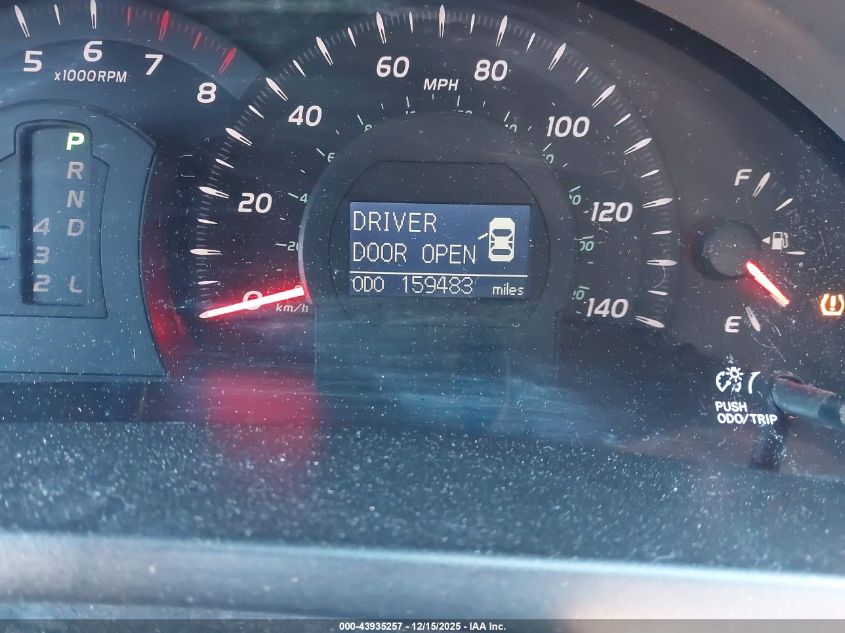 5 6 7 8
x1000RPM
P
R
N
4 D
3
2 L
0 20 40 60 80 100 120 140
MPH
km/h
DRIVER
DOOR OPEN
ODO 159483 miles
F
E
PUSH
ODO/TRIP
000-43935257 - 12/15/2025 - IAA Inc.